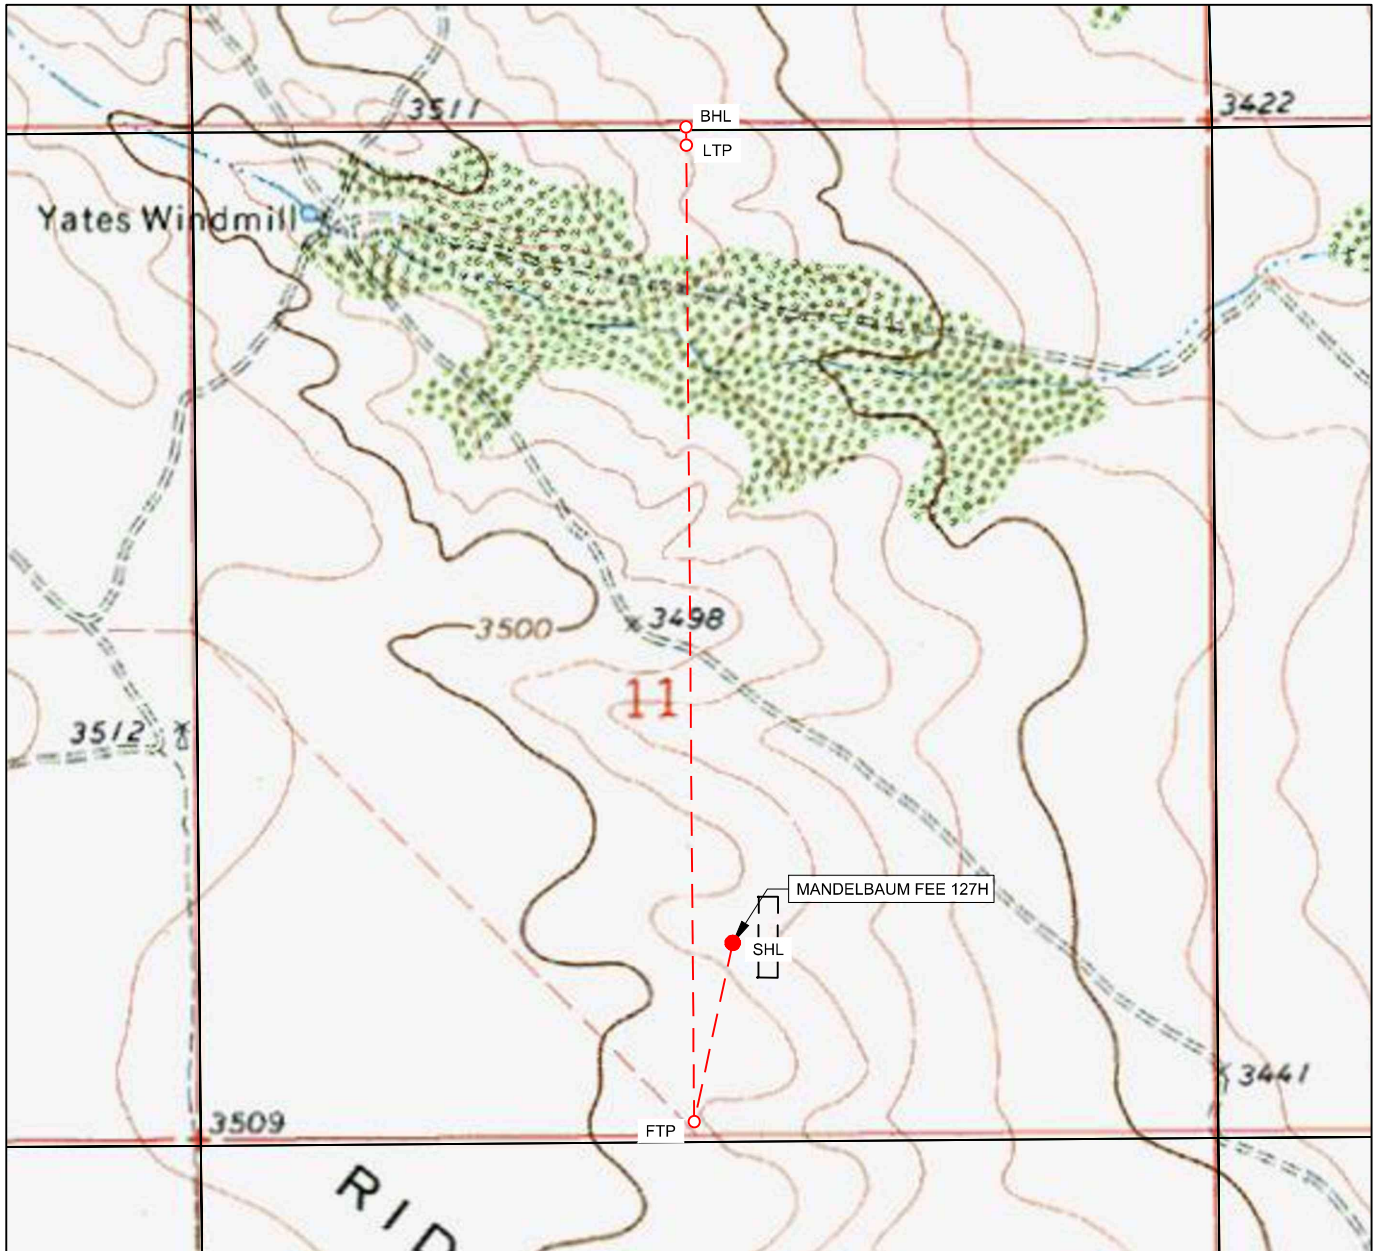 3511
BHL
3422
LTP
Yates Windmill
3498
3500
11
3512
MANDELBAUM FEE 127H
SHL
3441
3509
FTP
RID